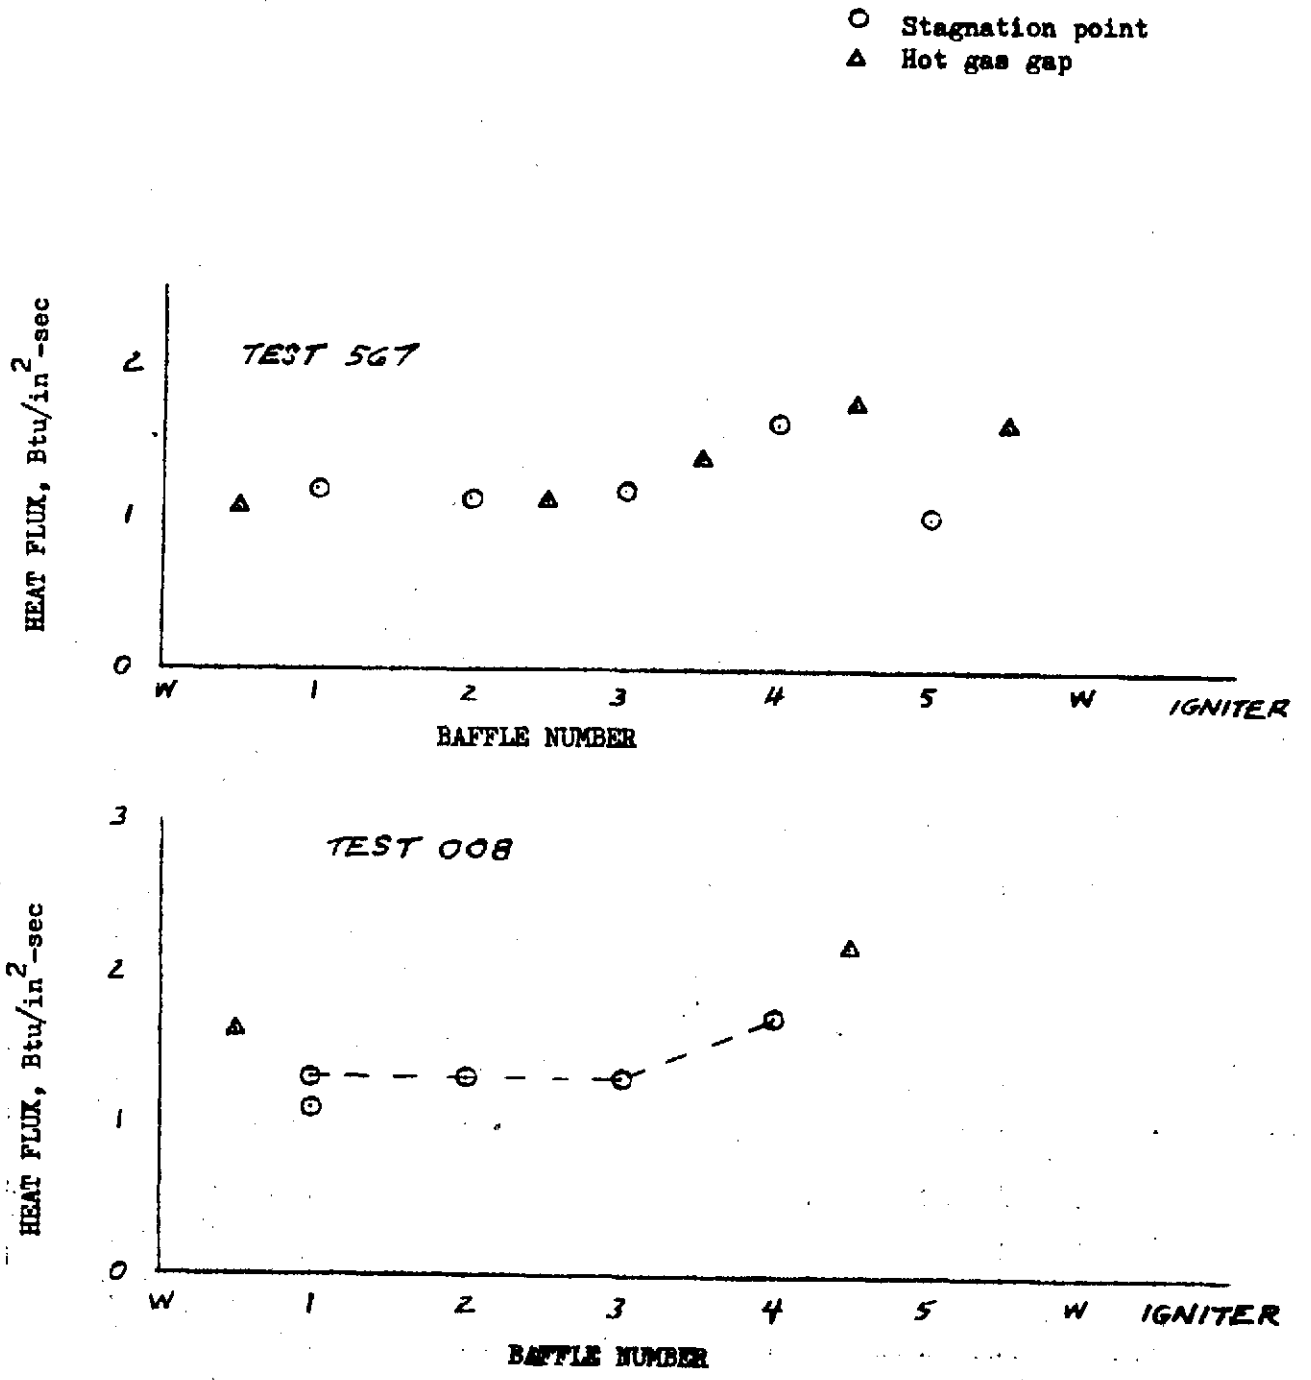 Stagnation point
Hot gas gap
HEAT FLUX, Btu/in²-sec
2
1
0
TEST 567
W 1 2 3 4 5 W IGNITER
BAFFLE NUMBER
HEAT FLUX, Btu/in²-sec
3
2
1
0
TEST 008
W 1 2 3 4 5 W IGNITER
BAFFLE NUMBER